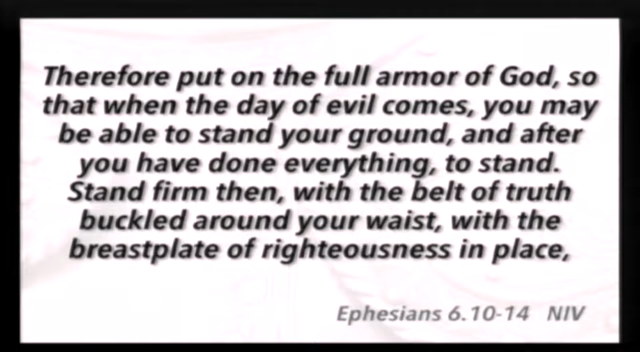 Therefore put on the full armor of God, so
that when the day of evil comes, you may
be able to stand your ground, and after
you have done everything, to stand.
Stand firm then, with the belt of truth
buckled around your waist, with the
breastplate of righteousness in place,
Ephesians 6.10-14 NIV